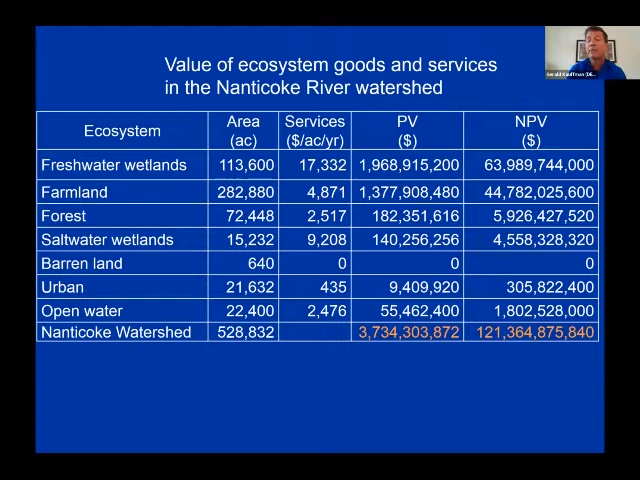 Value of ecosystem goods and services
in the Nanticoke River watershed
Ecosystem Area (ac) Services ($/ac/yr) PV ($) NPV ($)
Freshwater wetlands 113,600 17,332 1,968,915,200 63,989,744,000
Farmland 282,880 4,871 1,377,908,480 44,782,025,600
Forest 72,448 2,517 182,351,616 5,926,427,520
Saltwater wetlands 15,232 9,208 140,256,256 4,558,328,320
Barren land 640 0 0 0
Urban 21,632 435 9,409,920 305,822,400
Open water 22,400 2,476 55,462,400 1,802,528,000
Nanticoke Watershed 528,832 3,734,303,872 121,364,875,840
Gerald Kauffman (DE...